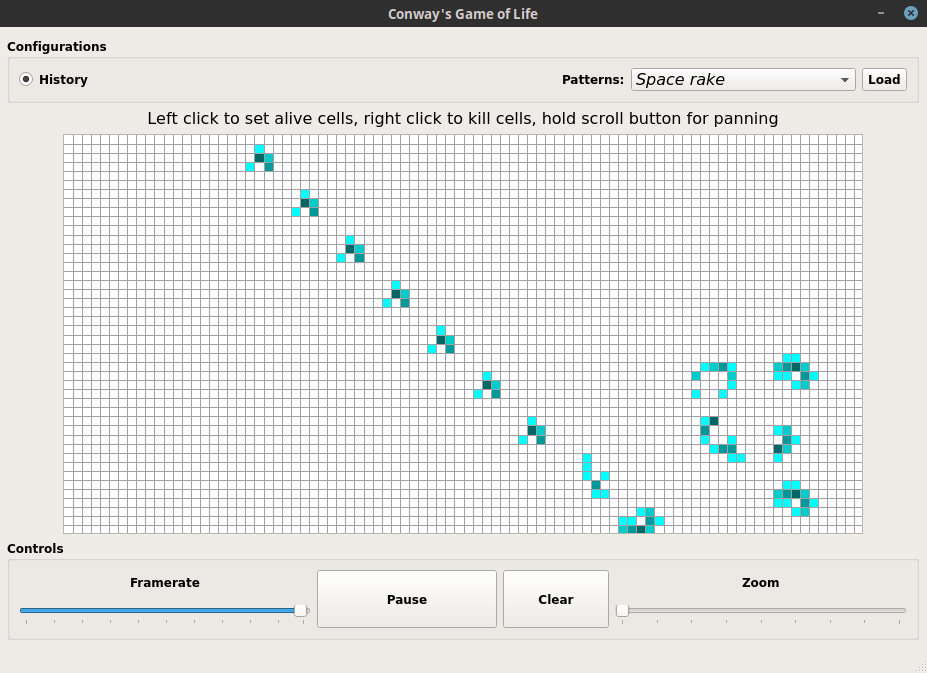 Conway's Game of Life
Configurations
History
Patterns: Space rake Load
Left click to set alive cells, right click to kill cells, hold scroll button for panning
Controls
Framerate
Pause
Clear
Zoom